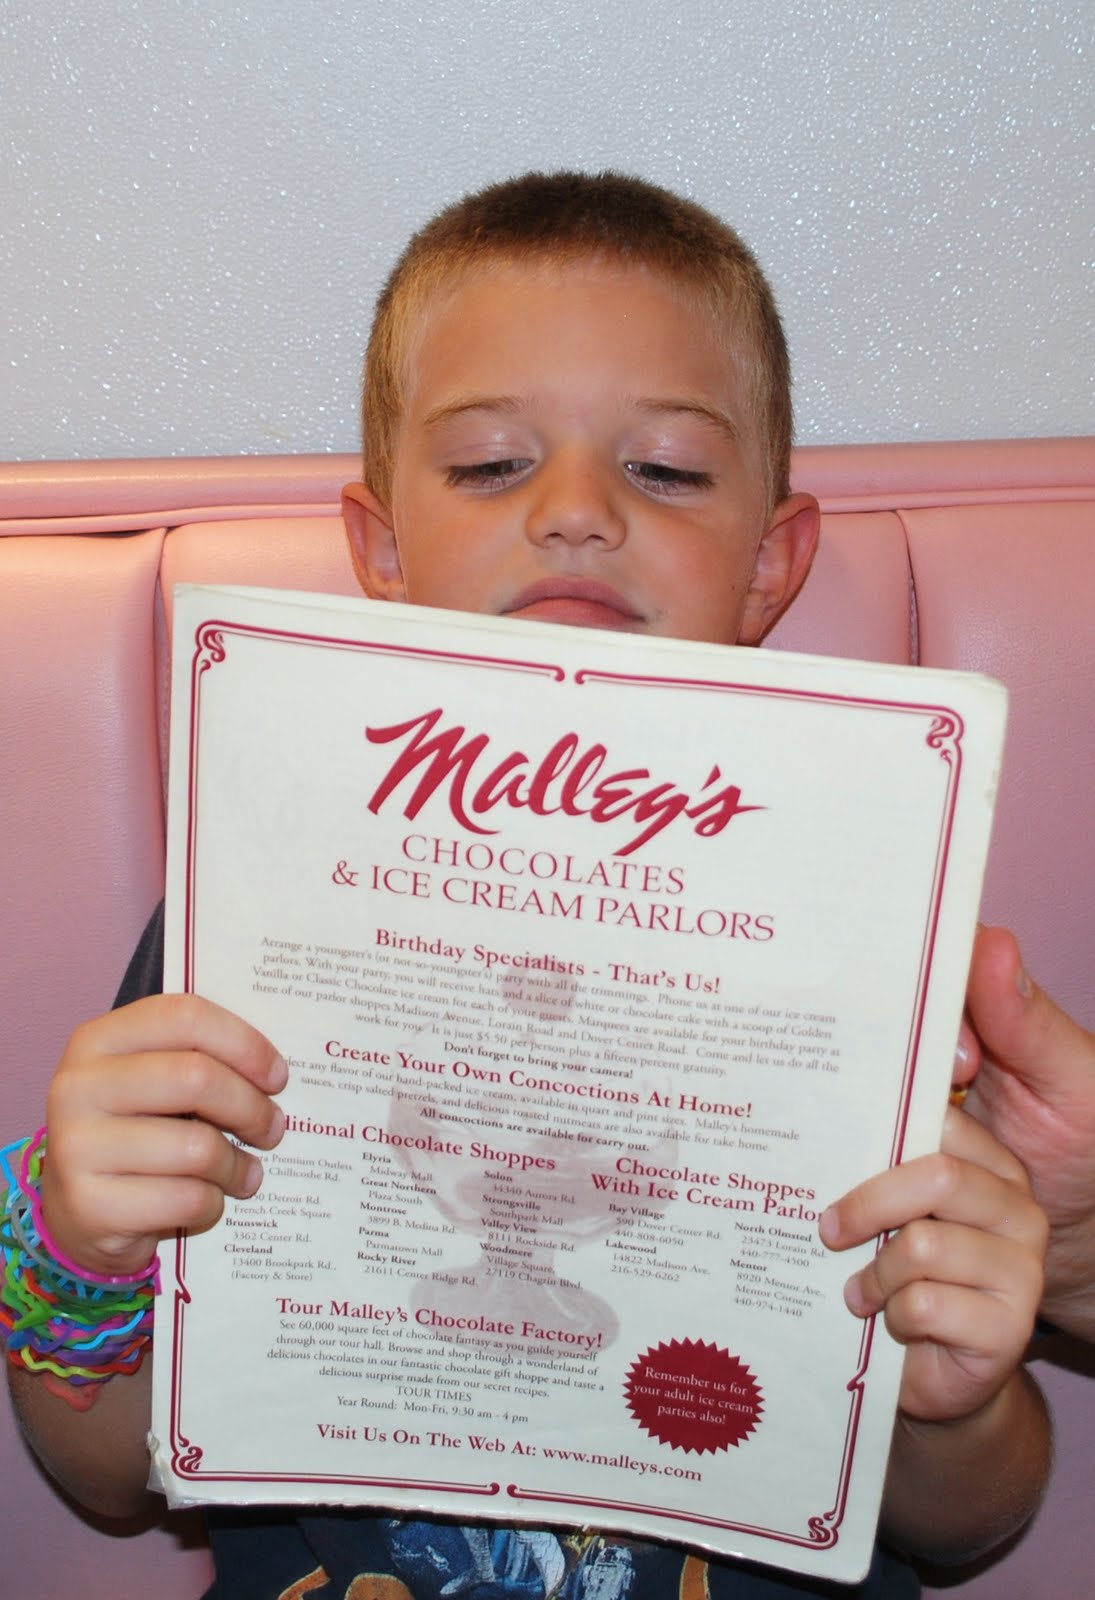 Malley's
CHOCOLATES
& ICE CREAM PARLORS
Birthday Specialists - That's Us!
Arrange a youngster's (or not-so-youngster's) party with all the trimmings. Phone us at one of our ice cream
parlors. With your party, you will receive hats and a slice of white or chocolate cake with a scoop of Golden
Vanilla or Classic Chocolate ice cream for each of your guests. Marquees are available for your birthday party at
three of our parlor shoppes Madison Avenue, Lorain Road and Dover Center Road. Come and let us do all the
work for you. It is just $5.50 per person plus a fifteen percent gratuity.
Don't forget to bring your camera!
Create Your Own Concoctions At Home!
lect any flavor of our hand-packed ice cream, available in quart and pint sizes. Malley's homemade
sauces, crisp salted pretzels, and delicious roasted nutmeats are also available for take home.
All concoctions are available for carry out.
ditional Chocolate Shoppes
Premium Outlets
Chillicothe Rd.
Detroit Rd.
French Creek Square
Brunswick
3362 Center Rd.
Cleveland
13400 Brookpark Rd.,
(Factory & Store)
Elyria
Midway Mall
Great Northern
Plaza South
Montrose
3899 B. Medina Rd.
Parma
Parmatown Mall
Rocky River
21611 Center Ridge Rd.
Solon
34340 Aurora Rd.
Strongsville
Southpark Mall
Valley View
8111 Rockside Rd.
Woodmere
Village Square,
27119 Chagrin Blvd.
Chocolate Shoppes
With Ice Cream Parlo
Bay Village
590 Dover Center Rd.
440-808-6050
Lakewood
14822 Madison Ave.
216-529-6262
North Olmsted
23473 Lorain Rd.
440-777-4500
Mentor
8920 Mentor Ave.,
Mentor Corners
440-974-1440
Tour Malley's Chocolate Factory!
See 60,000 square feet of chocolate fantasy as you guide yourself
through our tour hall. Browse and shop through a wonderland of
delicious chocolates in our fantastic chocolate gift shoppe and taste a
delicious surprise made from our secret recipes.
TOUR TIMES
Year Round: Mon-Fri, 9:30 am - 4 pm
Remember us for
your adult ice cream
parties also!
Visit Us On The Web At: www.malleys.com